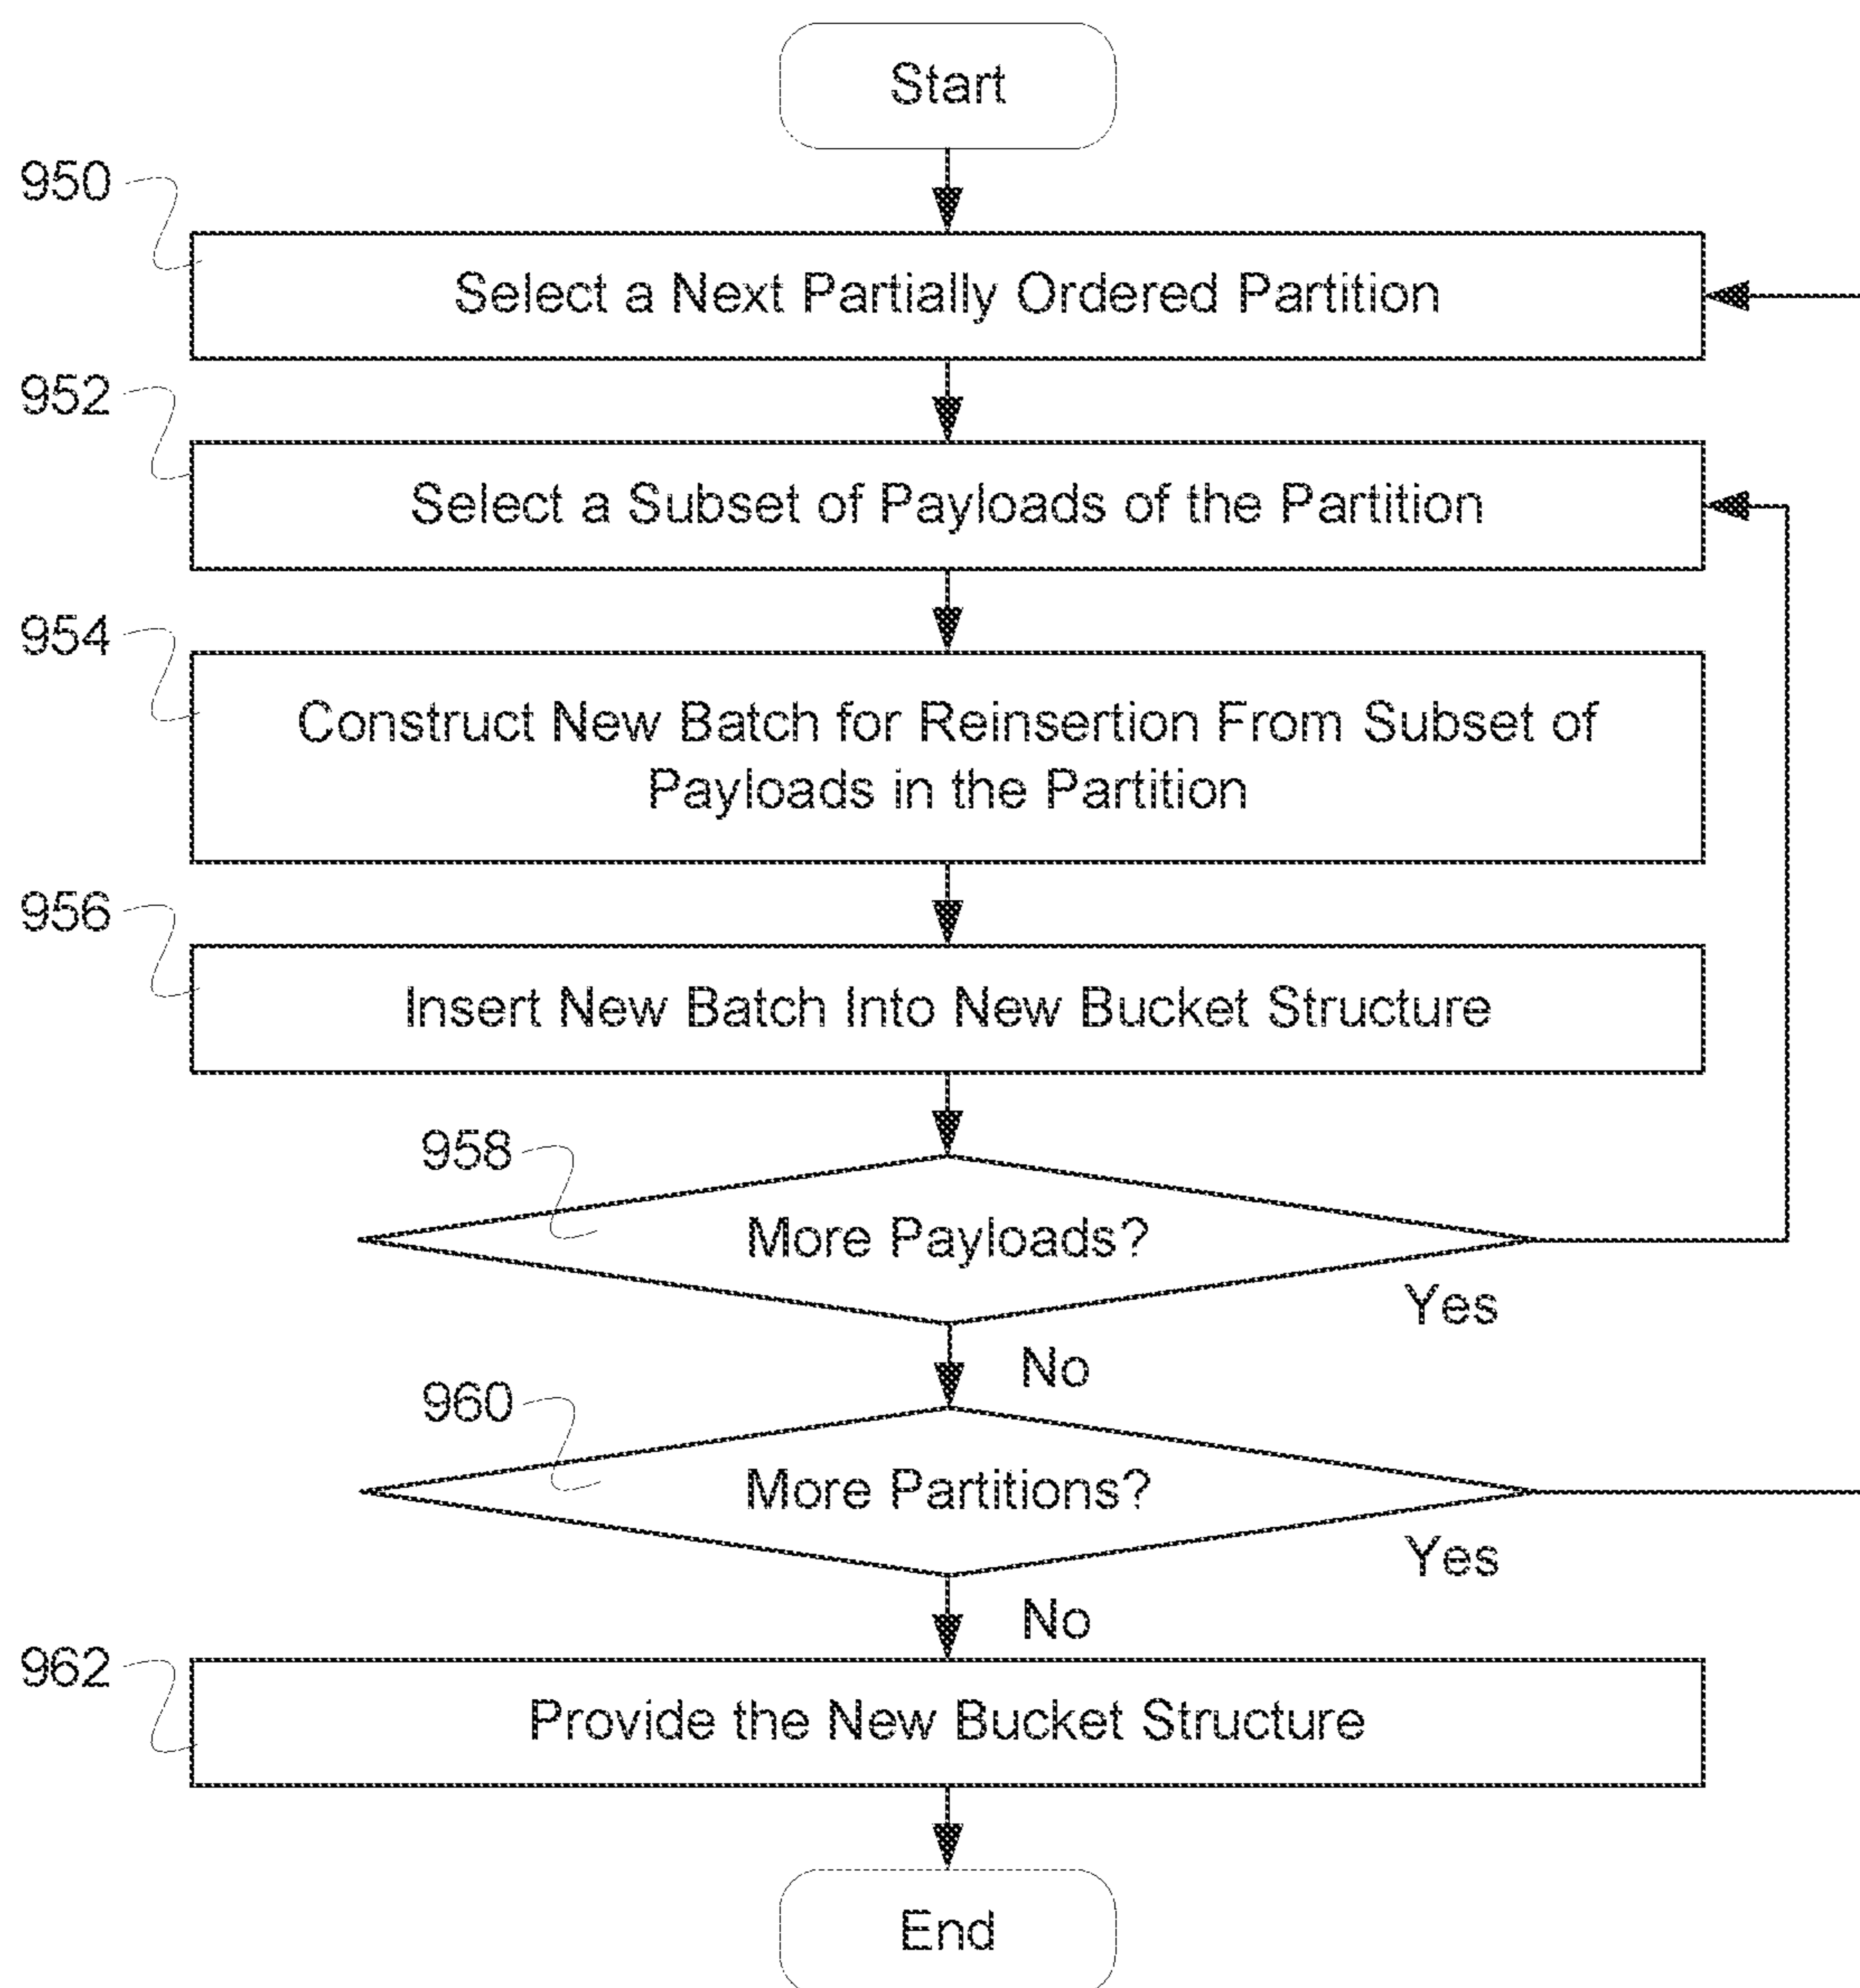 Start
950
Select a Next Partially Ordered Partition
952
Select a Subset of Payloads of the Partition
954
Construct New Batch for Reinsertion From Subset of
Payloads in the Partition
956
Insert New Batch Into New Bucket Structure
958
More Payloads?
Yes
No
960
More Partitions?
Yes
No
962
Provide the New Bucket Structure
End